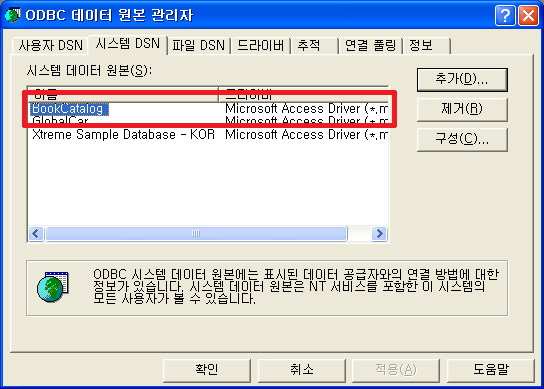 ODBC 데이터 원본 관리자
사용자 DSN 시스템 DSN 파일 DSN 드라이버 추적 연결 풀링 정보
시스템 데이터 원본(S):
이름 드라이버
BookCatalog Microsoft Access Driver (*.m
GlobalCar Microsoft Access Driver (*.m
Xtreme Sample Database - KOR Microsoft Access Driver (*.m
추가(D)...
제거(R)
구성(C)...
ODBC 시스템 데이터 원본에는 표시된 데이터 공급자와의 연결 방법에 대한
정보가 있습니다. 시스템 데이터 원본은 NT 서비스를 포함한 이 시스템의
모든 사용자가 볼 수 있습니다.
확인 취소 적용(A) 도움말